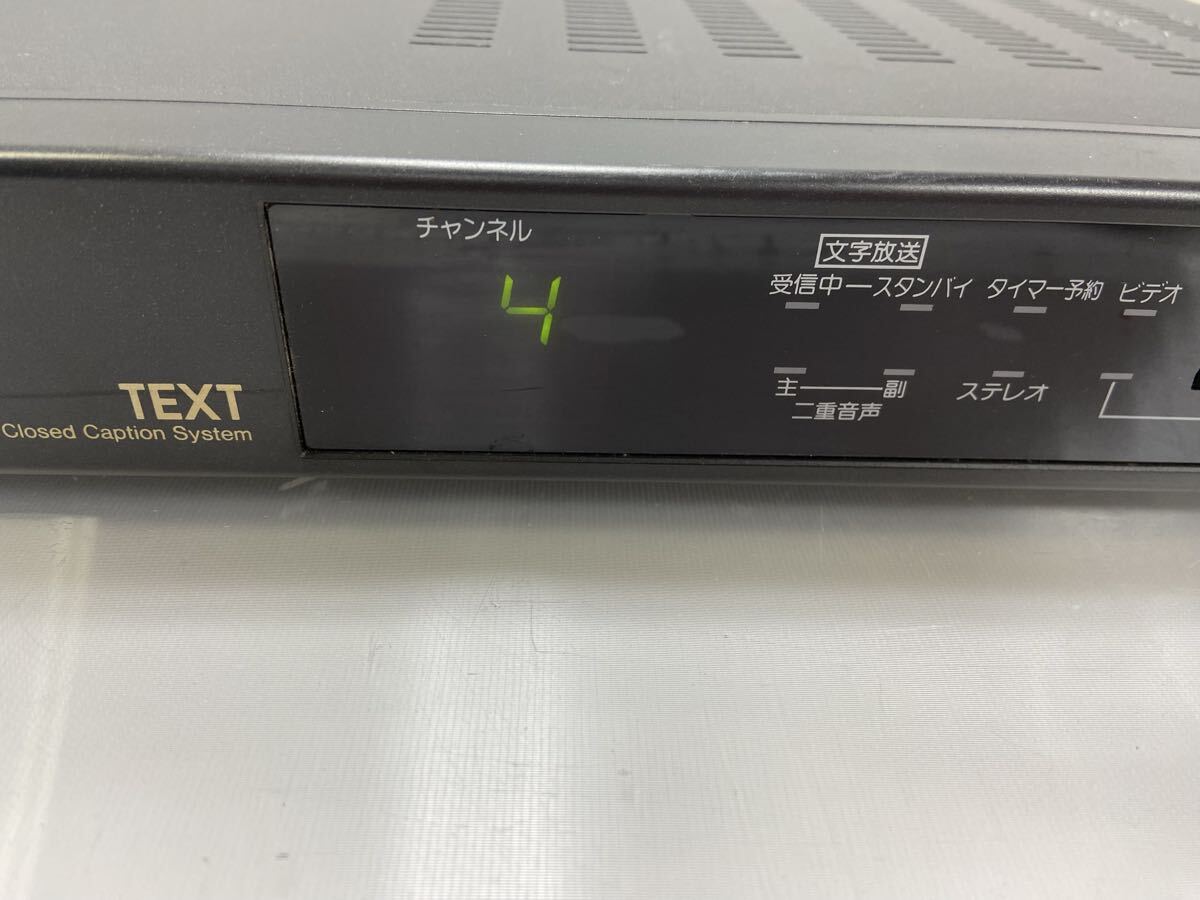 チャンネル
4
文字放送
受信中ースタンバイ タイマー予約 ビデオ
主 副 ステレオ
二重音声
TEXT
Closed Caption System